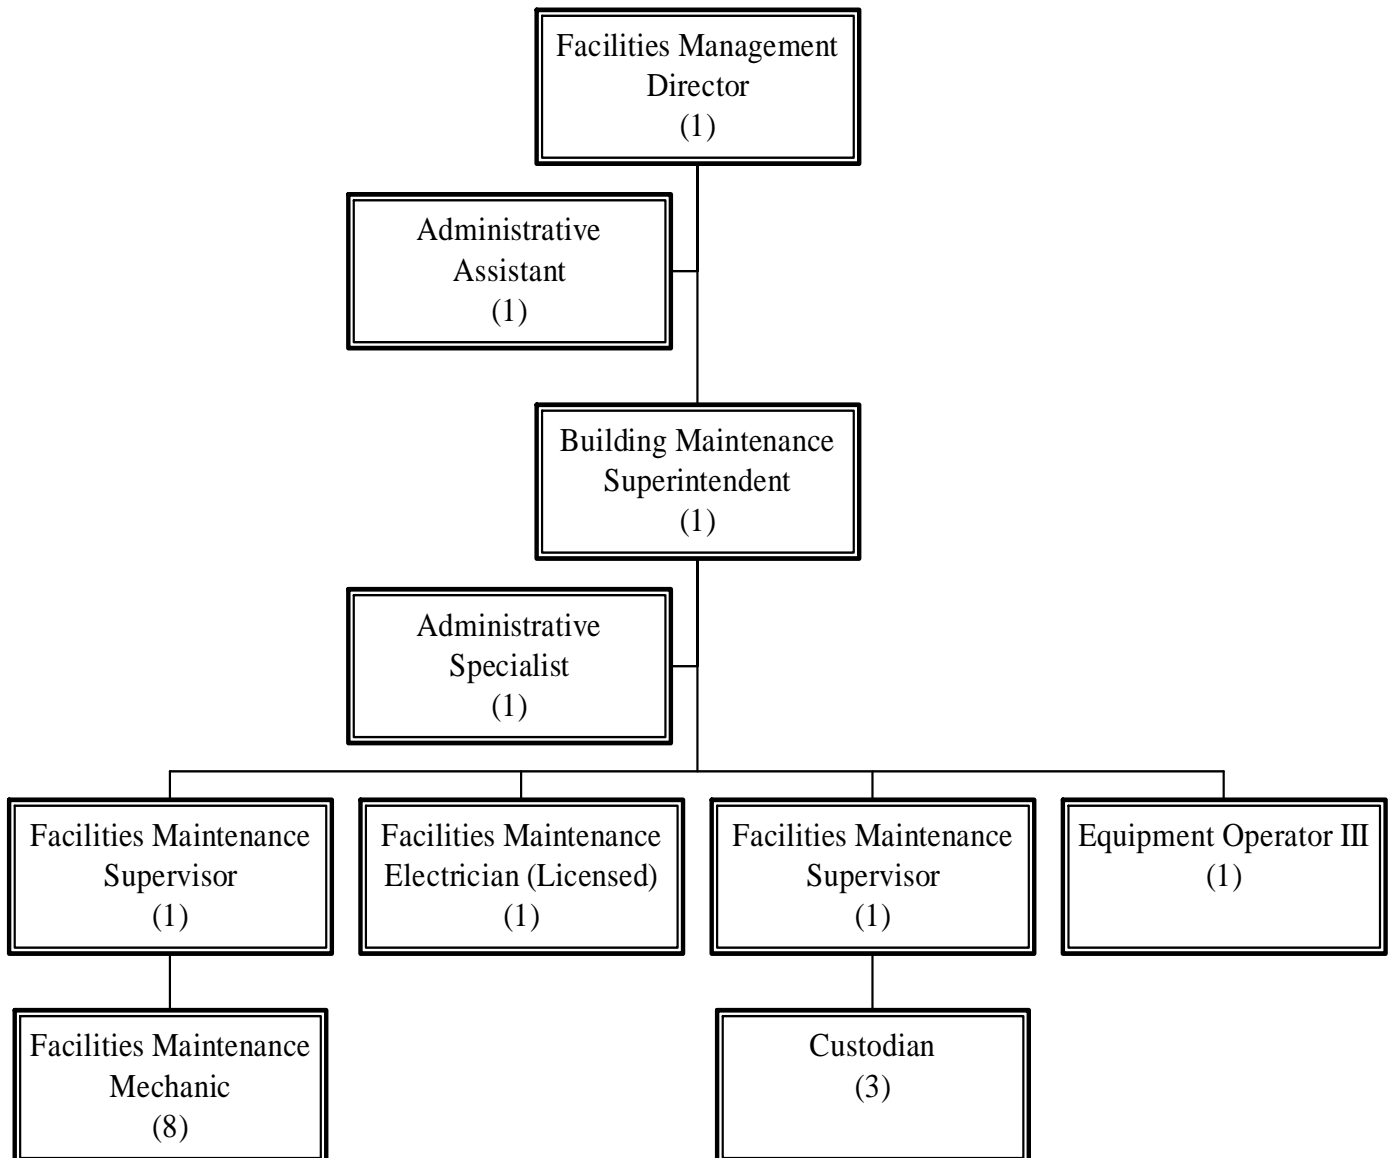 Facilities Management
Director
(1)
Administrative
Assistant
(1)
Building Maintenance
Superintendent
(1)
Administrative
Specialist
(1)
Facilities Maintenance
Supervisor
(1)
Facilities Maintenance
Electrician (Licensed)
(1)
Facilities Maintenance
Supervisor
(1)
Equipment Operator III
(1)
Facilities Maintenance
Mechanic
(8)
Custodian
(3)